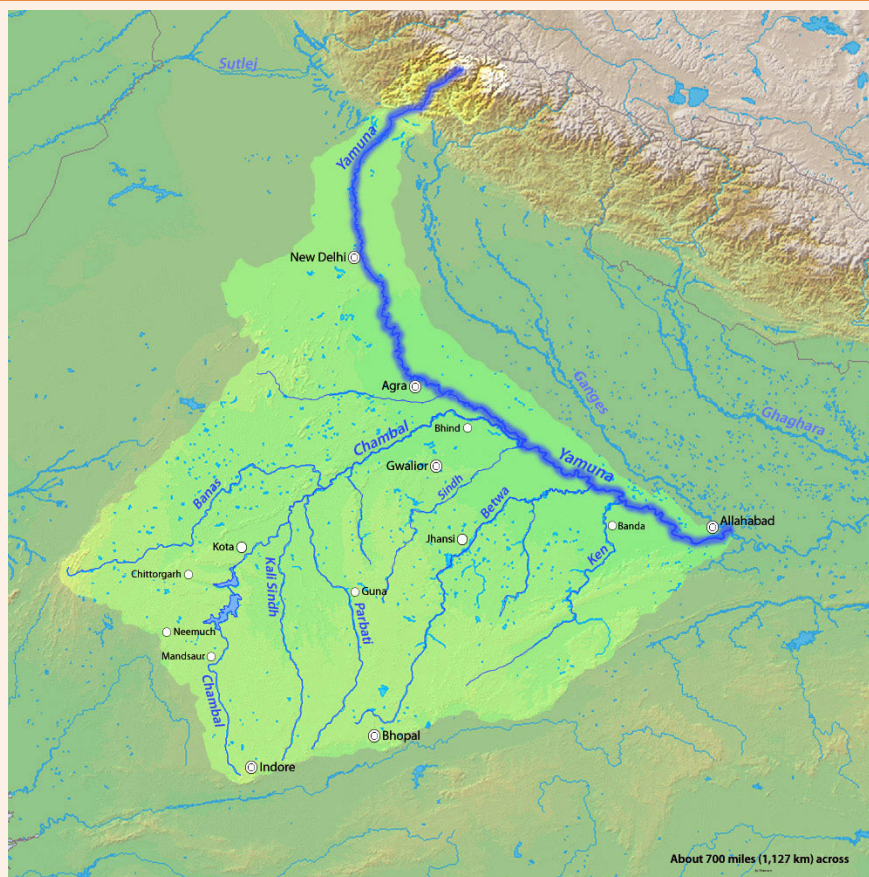 Sutlej
Yamuna
New Delhi
Agra
Ganges
Ghaghara
Chambal
Bhind
Yamuna
Gwalior
Banas
Sindh
Betwa
Allahabad
Banda
Jhansi
Kota
Ken
Chittorgarh
Kali Sindh
Guna
Parbati
Neemuch
Mandsaur
Chambal
Bhopal
Indore
About 700 miles (1,127 km) across